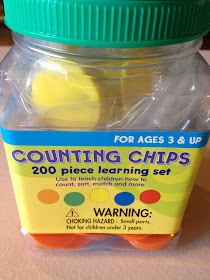 FOR AGES 3 & UP
COUNTING CHIPS
200 piece learning set
Use to teach children how to
count, sort, match and more.
WARNING:
CHOKING HAZARD - Small parts.
Not for children under 3 years.